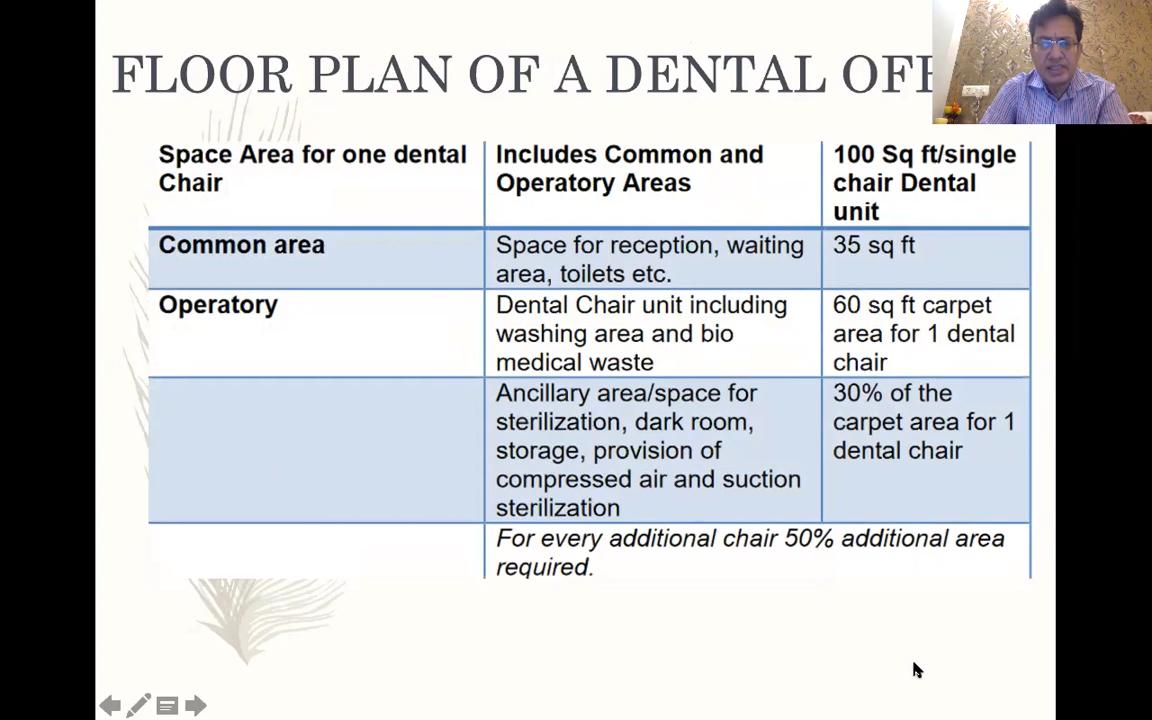 FLOOR PLAN OF A DENTAL
Space Area for one dental
Chair
Includes Common and
Operatory Areas
100 Sq ft/single
chair Dental
unit
Common area
Space for reception, waiting
area, toilets etc.
35 sq ft
Operatory
Dental Chair unit including
washing area and bio
medical waste
60 sq ft carpet
area for 1 dental
chair
Ancillary area/space for
sterilization, dark room,
storage, provision of
compressed air and suction
sterilization
30% of the
carpet area for 1
dental chair
For every additional chair 50% additional area
required.